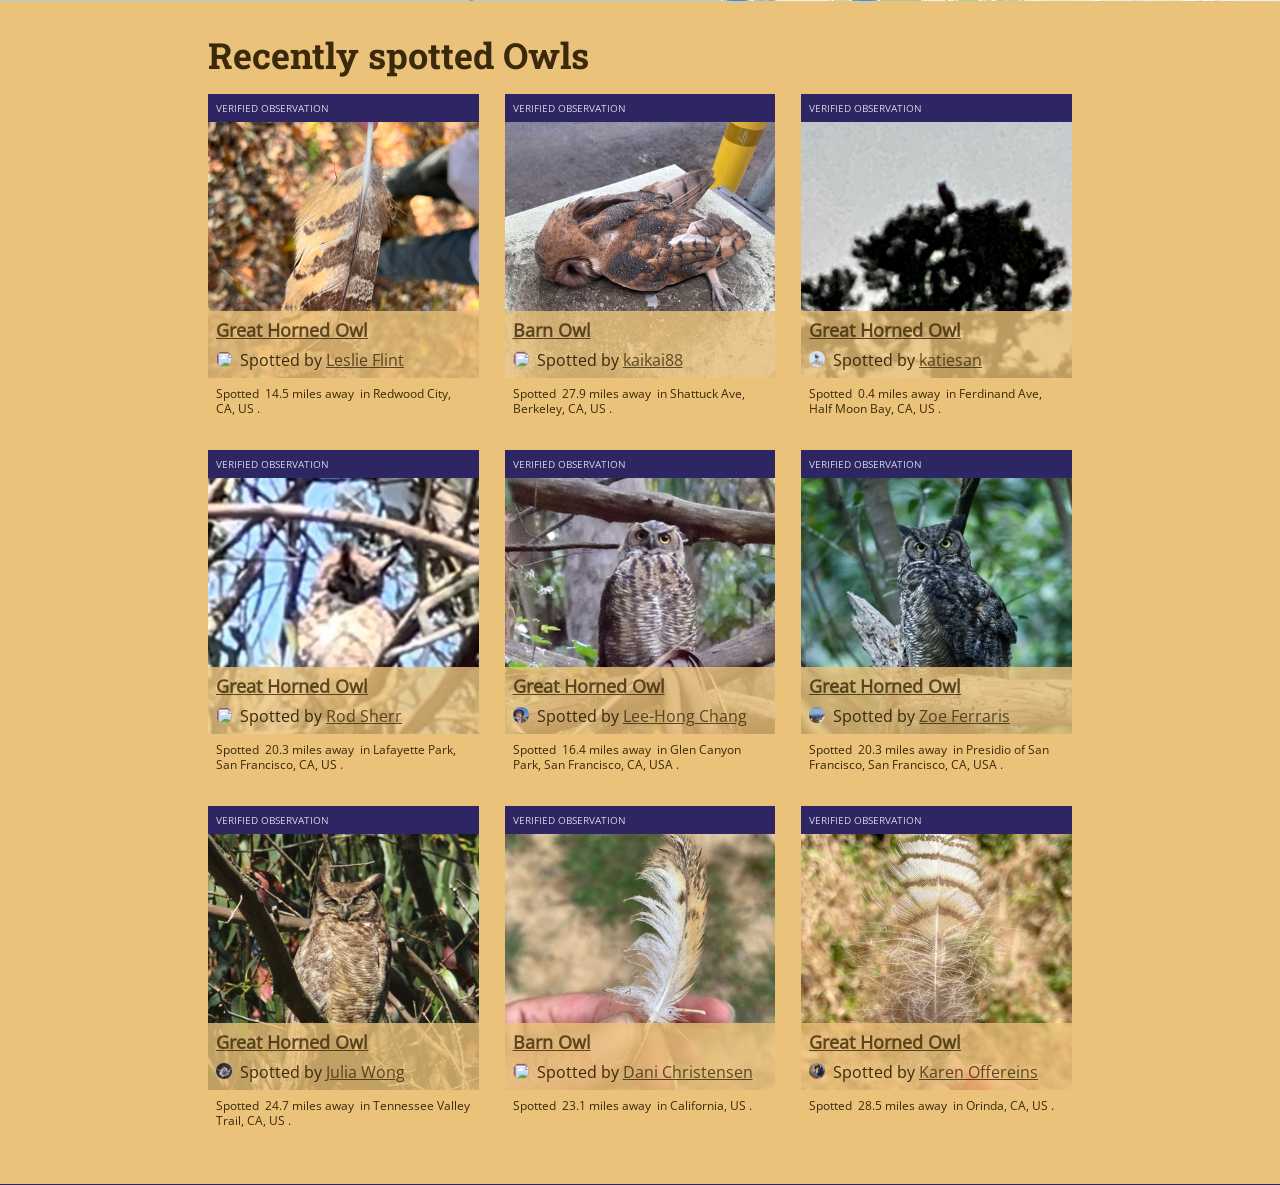 Recently spotted Owls
VERIFIED OBSERVATION
Great Horned Owl
Spotted by Leslie Flint
Spotted 14.5 miles away in Redwood City,
CA, US .
VERIFIED OBSERVATION
Barn Owl
Spotted by kaikai88
Spotted 27.9 miles away in Shattuck Ave,
Berkeley, CA, US .
VERIFIED OBSERVATION
Great Horned Owl
Spotted by katiesan
Spotted 0.4 miles away in Ferdinand Ave,
Half Moon Bay, CA, US .
VERIFIED OBSERVATION
Great Horned Owl
Spotted by Rod Sherr
Spotted 20.3 miles away in Lafayette Park,
San Francisco, CA, US .
VERIFIED OBSERVATION
Great Horned Owl
Spotted by Lee-Hong Chang
Spotted 16.4 miles away in Glen Canyon
Park, San Francisco, CA, USA .
VERIFIED OBSERVATION
Great Horned Owl
Spotted by Zoe Ferraris
Spotted 20.3 miles away in Presidio of San
Francisco, San Francisco, CA, USA .
VERIFIED OBSERVATION
Great Horned Owl
Spotted by Julia Wong
Spotted 24.7 miles away in Tennessee Valley
Trail, CA, US .
VERIFIED OBSERVATION
Barn Owl
Spotted by Dani Christensen
Spotted 23.1 miles away in California, US .
VERIFIED OBSERVATION
Great Horned Owl
Spotted by Karen Offereins
Spotted 28.5 miles away in Orinda, CA, US .